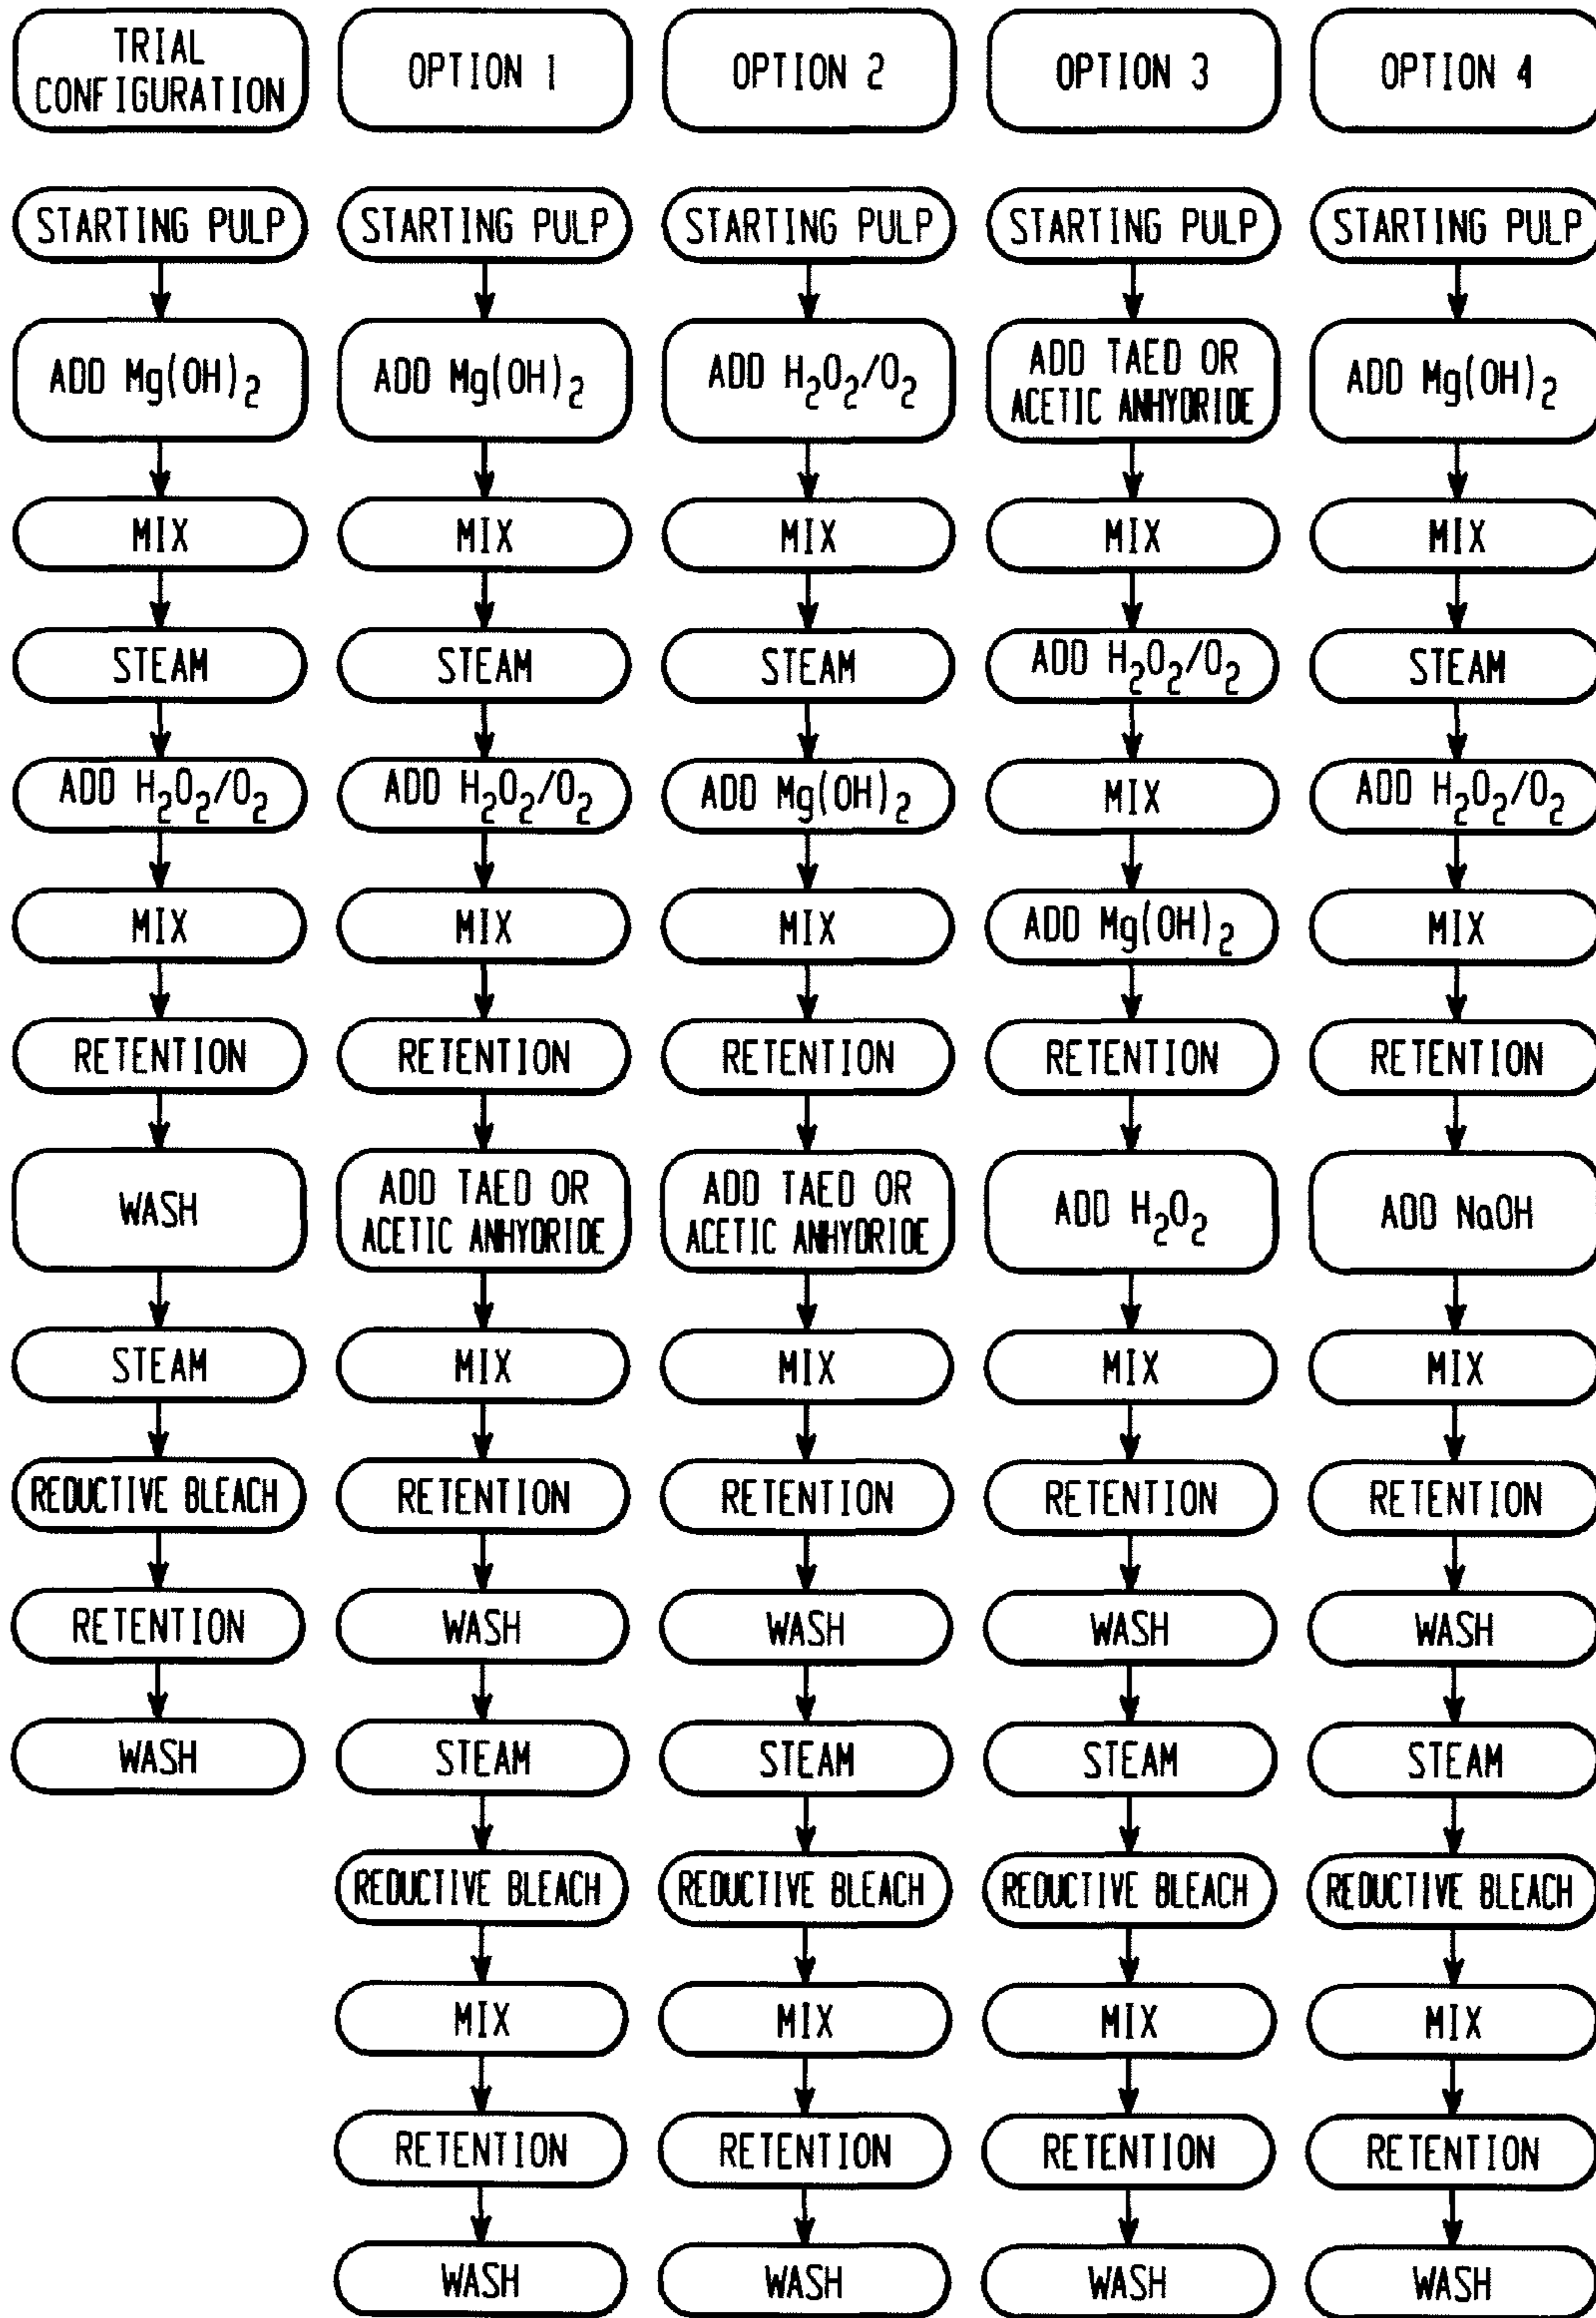 TRIAL
CONFIGURATION
STARTING PULP
ADD Mg(OH)2
MIX
STEAM
ADD H2O2/O2
MIX
RETENTION
WASH
STEAM
REDUCTIVE BLEACH
RETENTION
WASH
OPTION 1
STARTING PULP
ADD Mg(OH)2
MIX
STEAM
ADD H2O2/O2
MIX
RETENTION
ADD TAED OR
ACETIC ANHYDRIDE
MIX
RETENTION
WASH
STEAM
REDUCTIVE BLEACH
MIX
RETENTION
WASH
OPTION 2
STARTING PULP
ADD H2O2/O2
MIX
STEAM
ADD Mg(OH)2
MIX
RETENTION
ADD TAED OR
ACETIC ANHYDRIDE
MIX
RETENTION
WASH
STEAM
REDUCTIVE BLEACH
MIX
RETENTION
WASH
OPTION 3
STARTING PULP
ADD TAED OR
ACETIC ANHYDRIDE
MIX
ADD H2O2/O2
MIX
ADD Mg(OH)2
RETENTION
ADD H2O2
MIX
RETENTION
WASH
STEAM
REDUCTIVE BLEACH
MIX
RETENTION
WASH
OPTION 4
STARTING PULP
ADD Mg(OH)2
MIX
STEAM
ADD H2O2/O2
MIX
RETENTION
ADD NaOH
MIX
RETENTION
WASH
STEAM
REDUCTIVE BLEACH
MIX
RETENTION
WASH